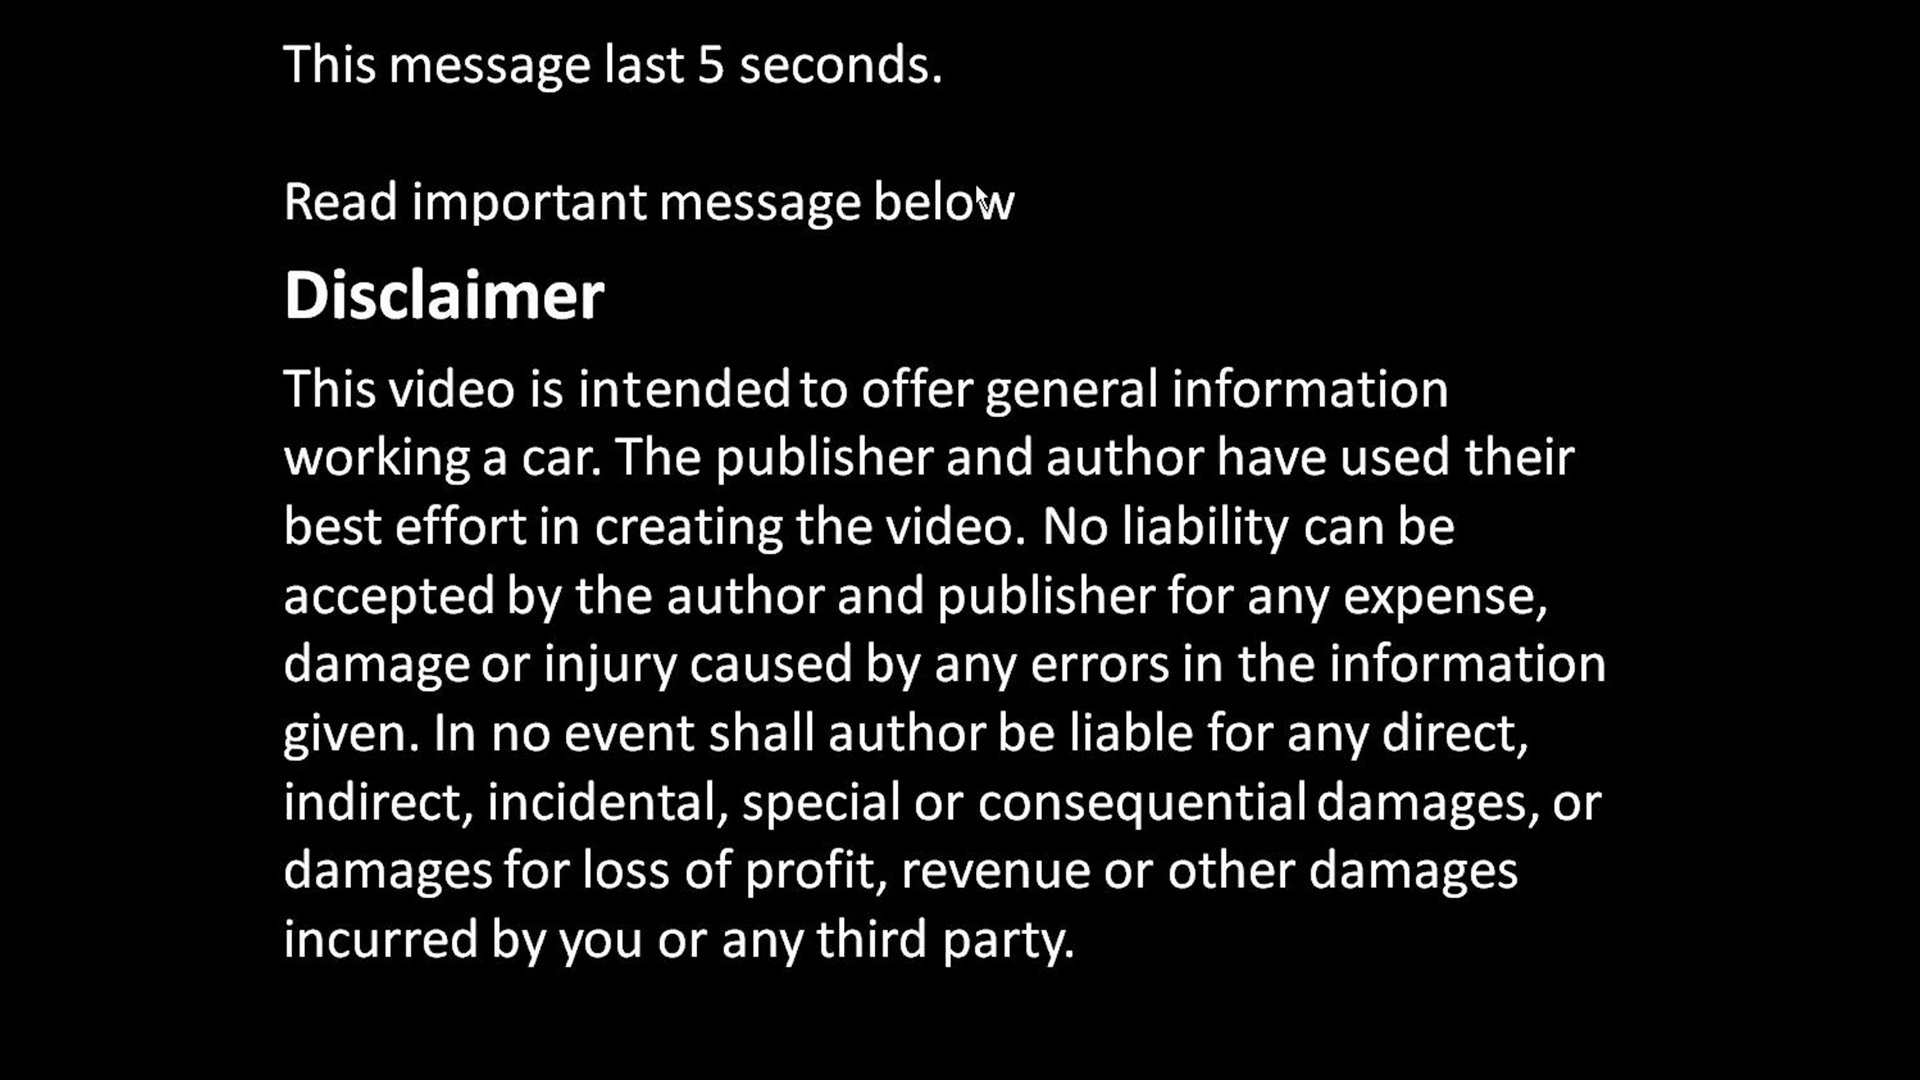 This message last 5 seconds.
Read important message below
Disclaimer
This video is intended to offer general information
working a car. The publisher and author have used their
best effort in creating the video. No liability can be
accepted by the author and publisher for any expense,
damage or injury caused by any errors in the information
given. In no event shall author be liable for any direct,
indirect, incidental, special or consequential damages, or
damages for loss of profit, revenue or other damages
incurred by you or any third party.